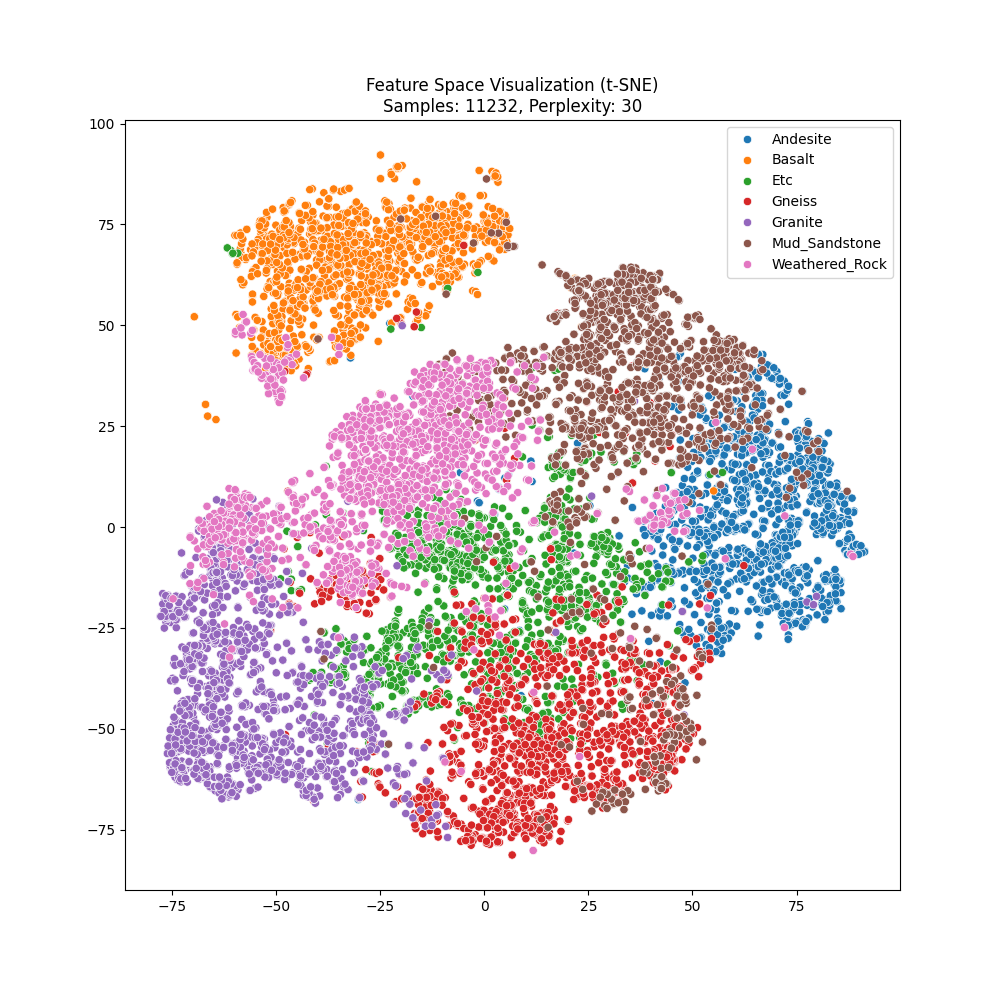 Feature Space Visualization (t-SNE)
Samples: 11232, Perplexity: 30
Andesite
Basalt
Etc
Gneiss
Granite
Mud_Sandstone
Weathered_Rock
100
75
50
25
0
−25
−50
−75
−75
−50
−25
0
25
50
75